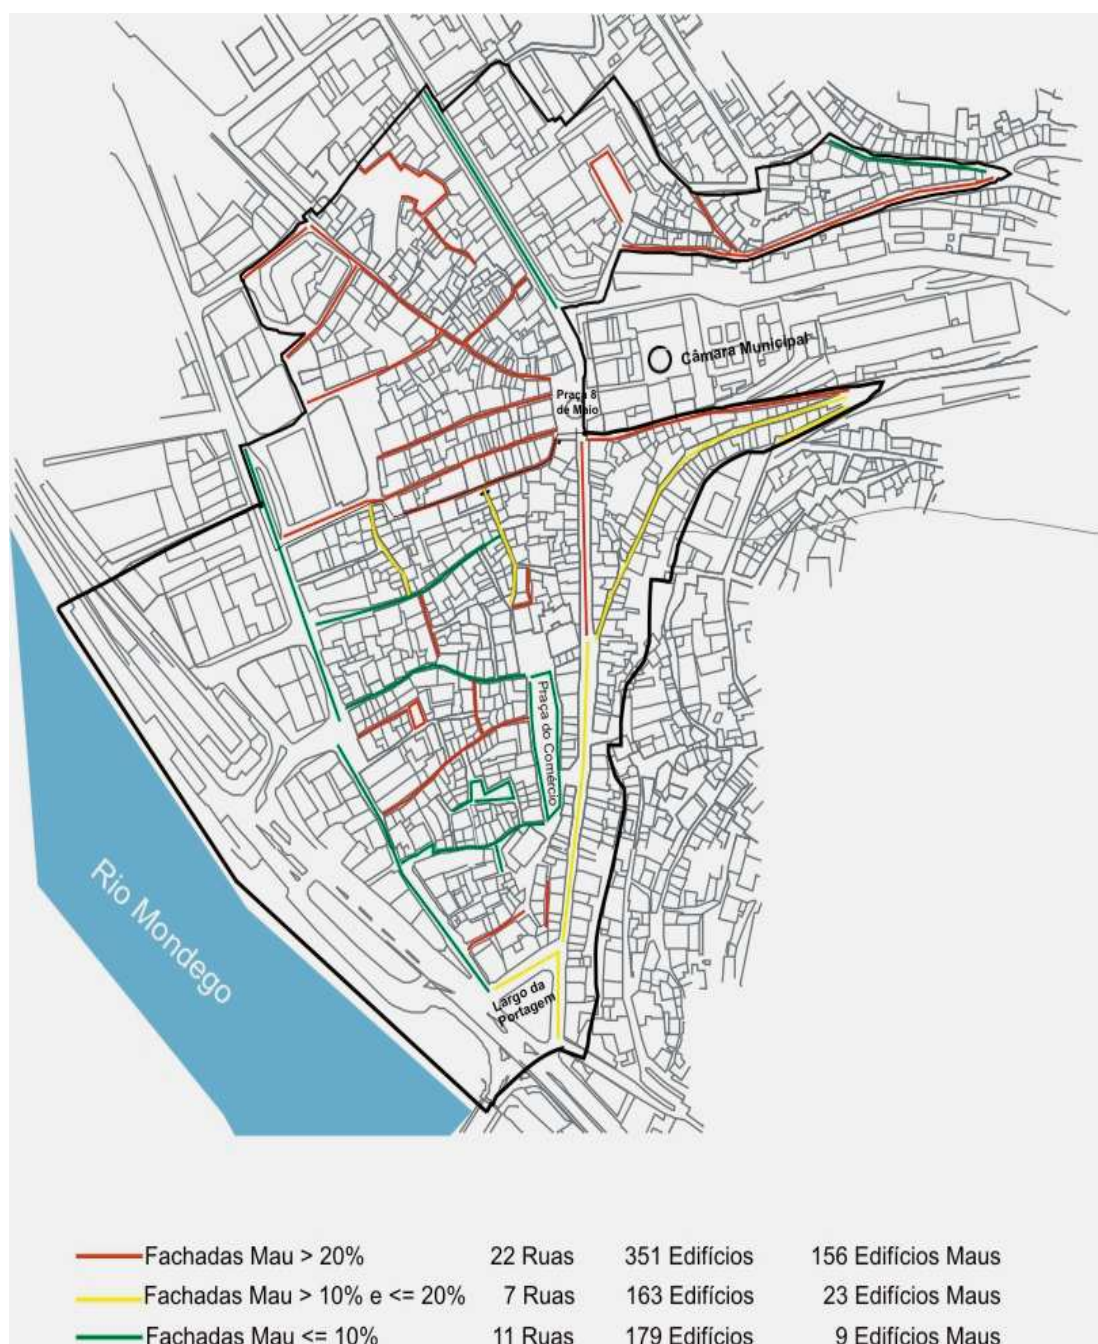 Câmara Municipal
Praça 8
de Maio
Praça do Comércio
Rio Mondego
Largo da
Portagem
Fachadas Mau > 20% 22 Ruas 351 Edifícios 156 Edifícios Maus
Fachadas Mau > 10% e <= 20% 7 Ruas 163 Edifícios 23 Edifícios Maus
Fachadas Mau <= 10% 11 Ruas 179 Edifícios 9 Edifícios Maus